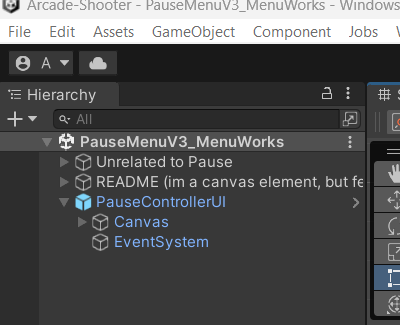 Arcade-Shooter - PauseMenuV3_MenuWorks - Windows
File Edit Assets GameObject Component Jobs
A
Hierarchy
All
PauseMenuV3_MenuWorks
Unrelated to Pause
README (im a canvas element, but fe
PauseControllerUI
Canvas
EventSystem